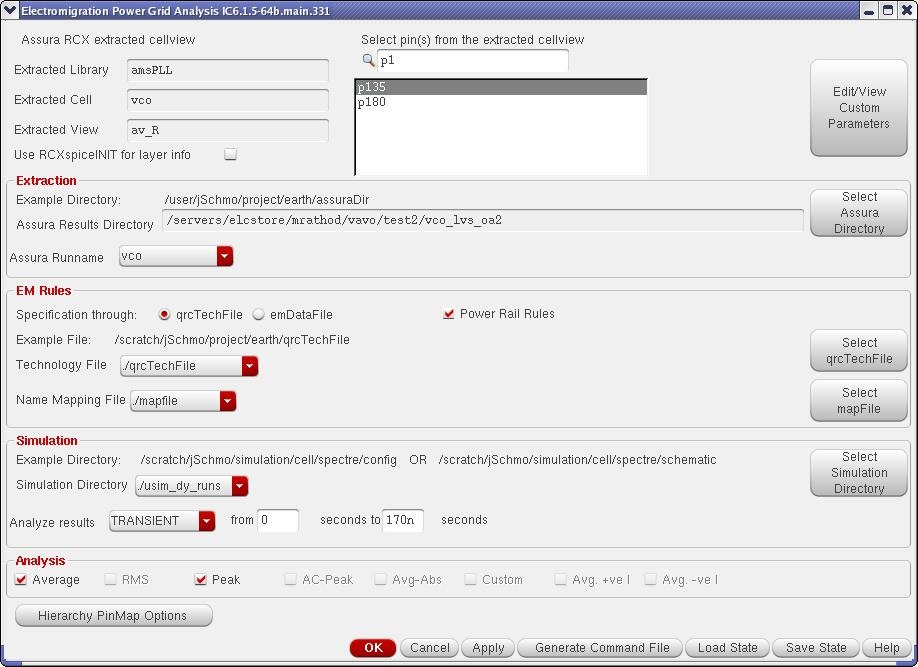 Electromigration Power Grid Analysis IC6.1.5-64b.main.331
Assura RCX extracted cellview
Select pin(s) from the extracted cellview
Extracted Library amsPLL
p1
Extracted Cell vco
p135
p180
Extracted View av_R
Edit/View
Custom
Parameters
Use RCXspiceINIT for layer info
Extraction
Example Directory: /user/jSchmo/project/earth/assuraDir
Assura Results Directory /servers/elcstore/mrathod/vavo/test2/vco_lvs_oa2
Select
Assura
Directory
Assura Runname vco
EM Rules
Specification through: qrcTechFile emDataFile Powar Rail Rules
Example File: /scratch/jSchmo/project/earth/qrcTechFile
Technology File ./qrcTechFile
Select
qrcTechFile
Name Mapping File ./mapfile
Select
mapFile
Simulation
Example Directory: /scratch/jSchmo/simulation/cell/spectre/config OR /scratch/jSchmo/simulation/cell/spectre/schematic
Simulation Directory ./usim_dy_runs
Select
Simulation
Directory
Analyze results TRANSIENT from 0 seconds to 170n seconds
Analysis
Average RMS Peak AC-Peak Avg-Abs Custom Avg. +ve I Avg. -ve I
Hierarchy PinMap Options
OK Cancel Apply Generate Command File Load State Save State Help